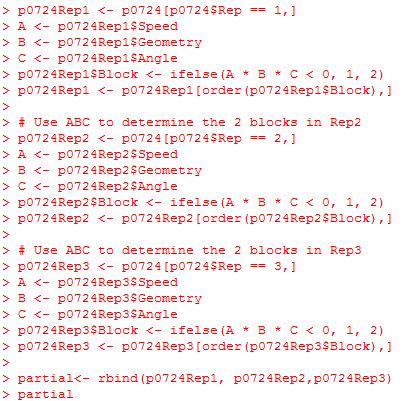 > p0724Rep1 <- p0724[p0724$Rep == 1,]
> A <- p0724Rep1$Speed
> B <- p0724Rep1$Geometry
> C <- p0724Rep1$Angle
> p0724Rep1$Block <- ifelse(A * B * C < 0, 1, 2)
> p0724Rep1 <- p0724Rep1[order(p0724Rep1$Block),]
>
> # Use ABC to determine the 2 blocks in Rep2
> p0724Rep2 <- p0724[p0724$Rep == 2,]
> A <- p0724Rep2$Speed
> B <- p0724Rep2$Geometry
> C <- p0724Rep2$Angle
> p0724Rep2$Block <- ifelse(A * B * C < 0, 1, 2)
> p0724Rep2 <- p0724Rep2[order(p0724Rep2$Block),]
>
> # Use ABC to determine the 2 blocks in Rep3
> p0724Rep3 <- p0724[p0724$Rep == 3,]
> A <- p0724Rep3$Speed
> B <- p0724Rep3$Geometry
> C <- p0724Rep3$Angle
> p0724Rep3$Block <- ifelse(A * B * C < 0, 1, 2)
> p0724Rep3 <- p0724Rep3[order(p0724Rep3$Block),]
>
> partial<- rbind(p0724Rep1, p0724Rep2,p0724Rep3)
> partial